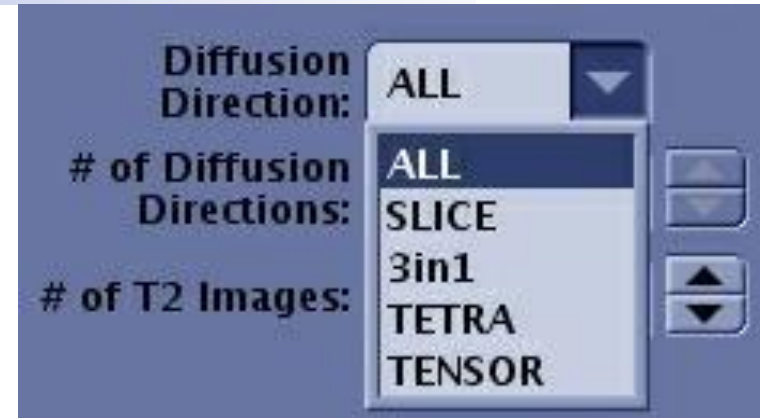 Diffusion
Direction:
ALL
ALL
# of Diffusion
Directions:
SLICE
3in1
# of T2 Images:
TETRA
TENSOR